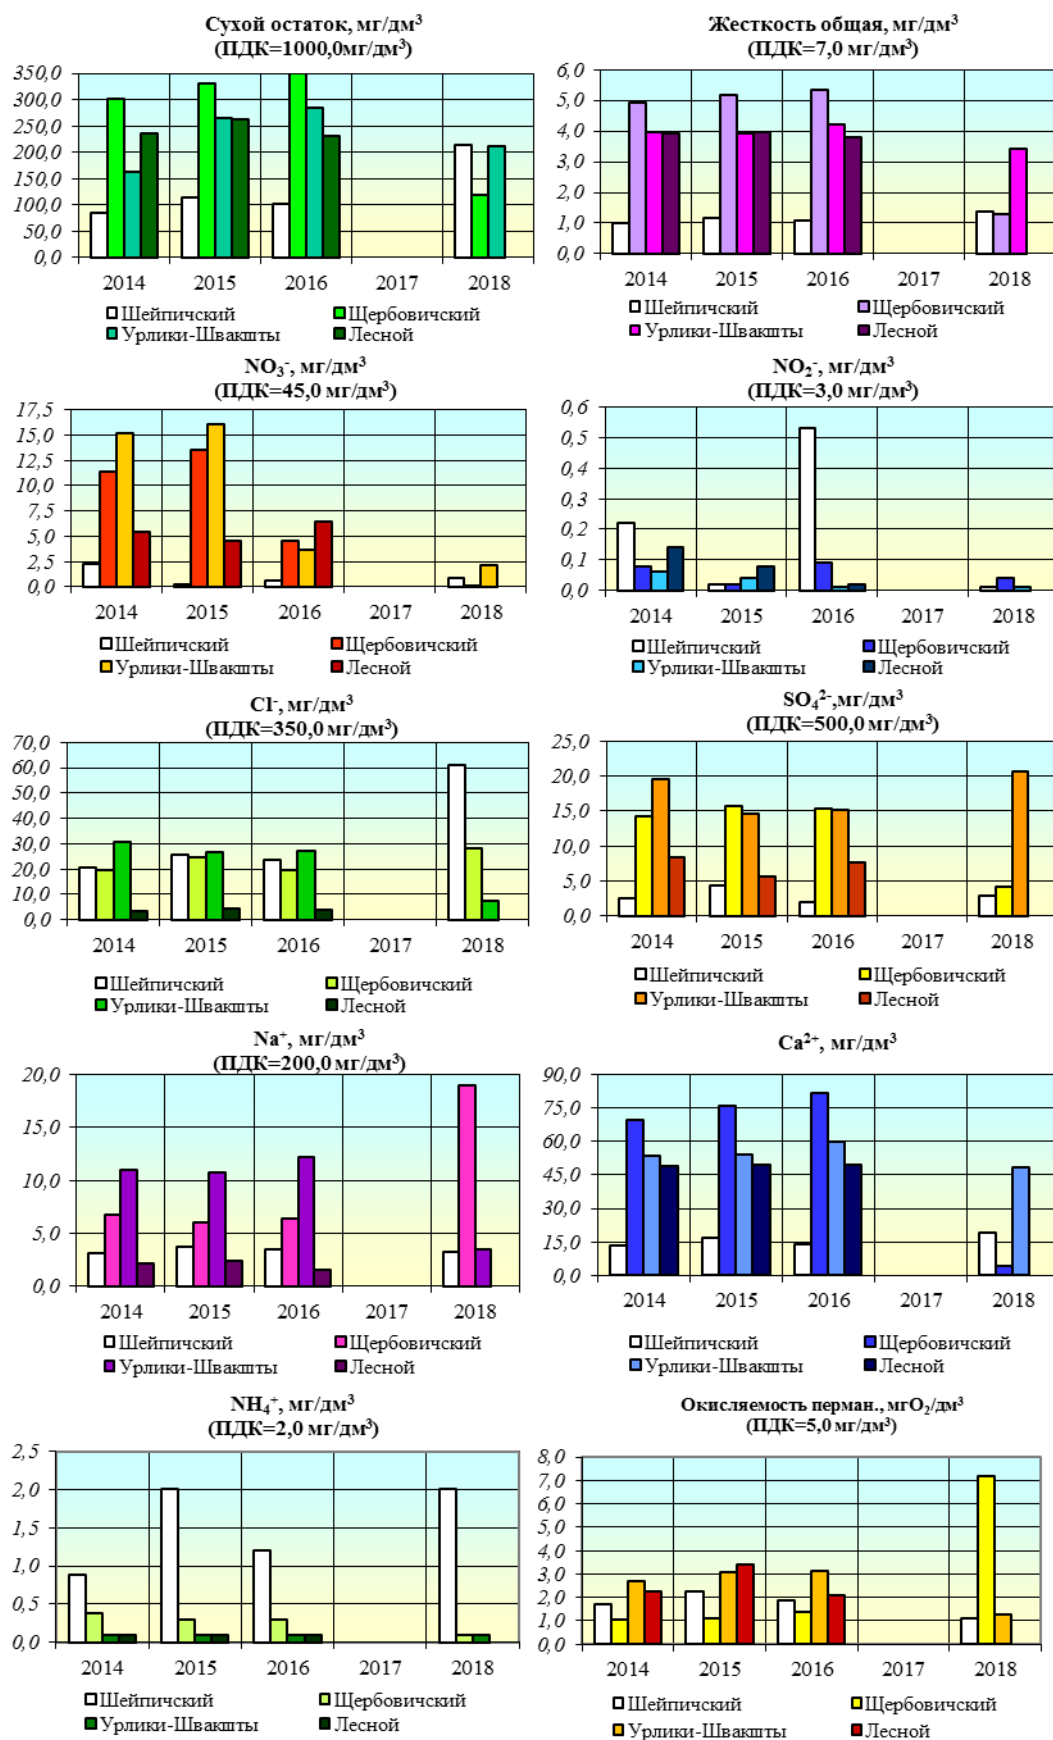 Сухой остаток, мг/дм³
(ПДК=1000,0мг/дм³)
350,0
300,0
250,0
200,0
150,0
100,0
50,0
0,0
2014 2015 2016 2017 2018
Шейпичский Щербовичский
Урлики-Швакшты Лесной
Жесткость общая, мг/дм³
(ПДК=7,0 мг/дм³)
6,0
5,0
4,0
3,0
2,0
1,0
0,0
2014 2015 2016 2017 2018
Шейпичский Щербовичский
Урлики-Швакшты Лесной
NO₃⁻, мг/дм³
(ПДК=45,0 мг/дм³)
17,5
15,0
12,5
10,0
7,5
5,0
2,5
0,0
2014 2015 2016 2017 2018
Шейпичский Щербовичский
Урлики-Швакшты Лесной
NO₂⁻, мг/дм³
(ПДК=3,0 мг/дм³)
0,6
0,5
0,4
0,3
0,2
0,1
0,0
2014 2015 2016 2017 2018
Шейпичский Щербовичский
Урлики-Швакшты Лесной
Cl⁻, мг/дм³
(ПДК=350,0 мг/дм³)
70,0
60,0
50,0
40,0
30,0
20,0
10,0
0,0
2014 2015 2016 2017 2018
Шейпичский Щербовичский
Урлики-Швакшты Лесной
SO₄²⁻,мг/дм³
(ПДК=500,0 мг/дм³)
25,0
20,0
15,0
10,0
5,0
0,0
2014 2015 2016 2017 2018
Шейпичский Щербовичский
Урлики-Швакшты Лесной
Na⁺, мг/дм³
(ПДК=200,0 мг/дм³)
20,0
15,0
10,0
5,0
0,0
2014 2015 2016 2017 2018
Шейпичский Щербовичский
Урлики-Швакшты Лесной
Ca²⁺, мг/дм³
90,0
75,0
60,0
45,0
30,0
15,0
0,0
2014 2015 2016 2017 2018
Шейпичский Щербовичский
Урлики-Швакшты Лесной
NH₄⁺, мг/дм³
(ПДК=2,0 мг/дм³)
2,5
2,0
1,5
1,0
0,5
0,0
2014 2015 2016 2017 2018
Шейпичский Щербовичский
Урлики-Швакшты Лесной
Окисляемость перман., мгО₂/дм³
(ПДК=5,0 мг/дм³)
8,0
7,0
6,0
5,0
4,0
3,0
2,0
1,0
0,0
2014 2015 2016 2017 2018
Шейпичский Щербовичский
Урлики-Швакшты Лесной